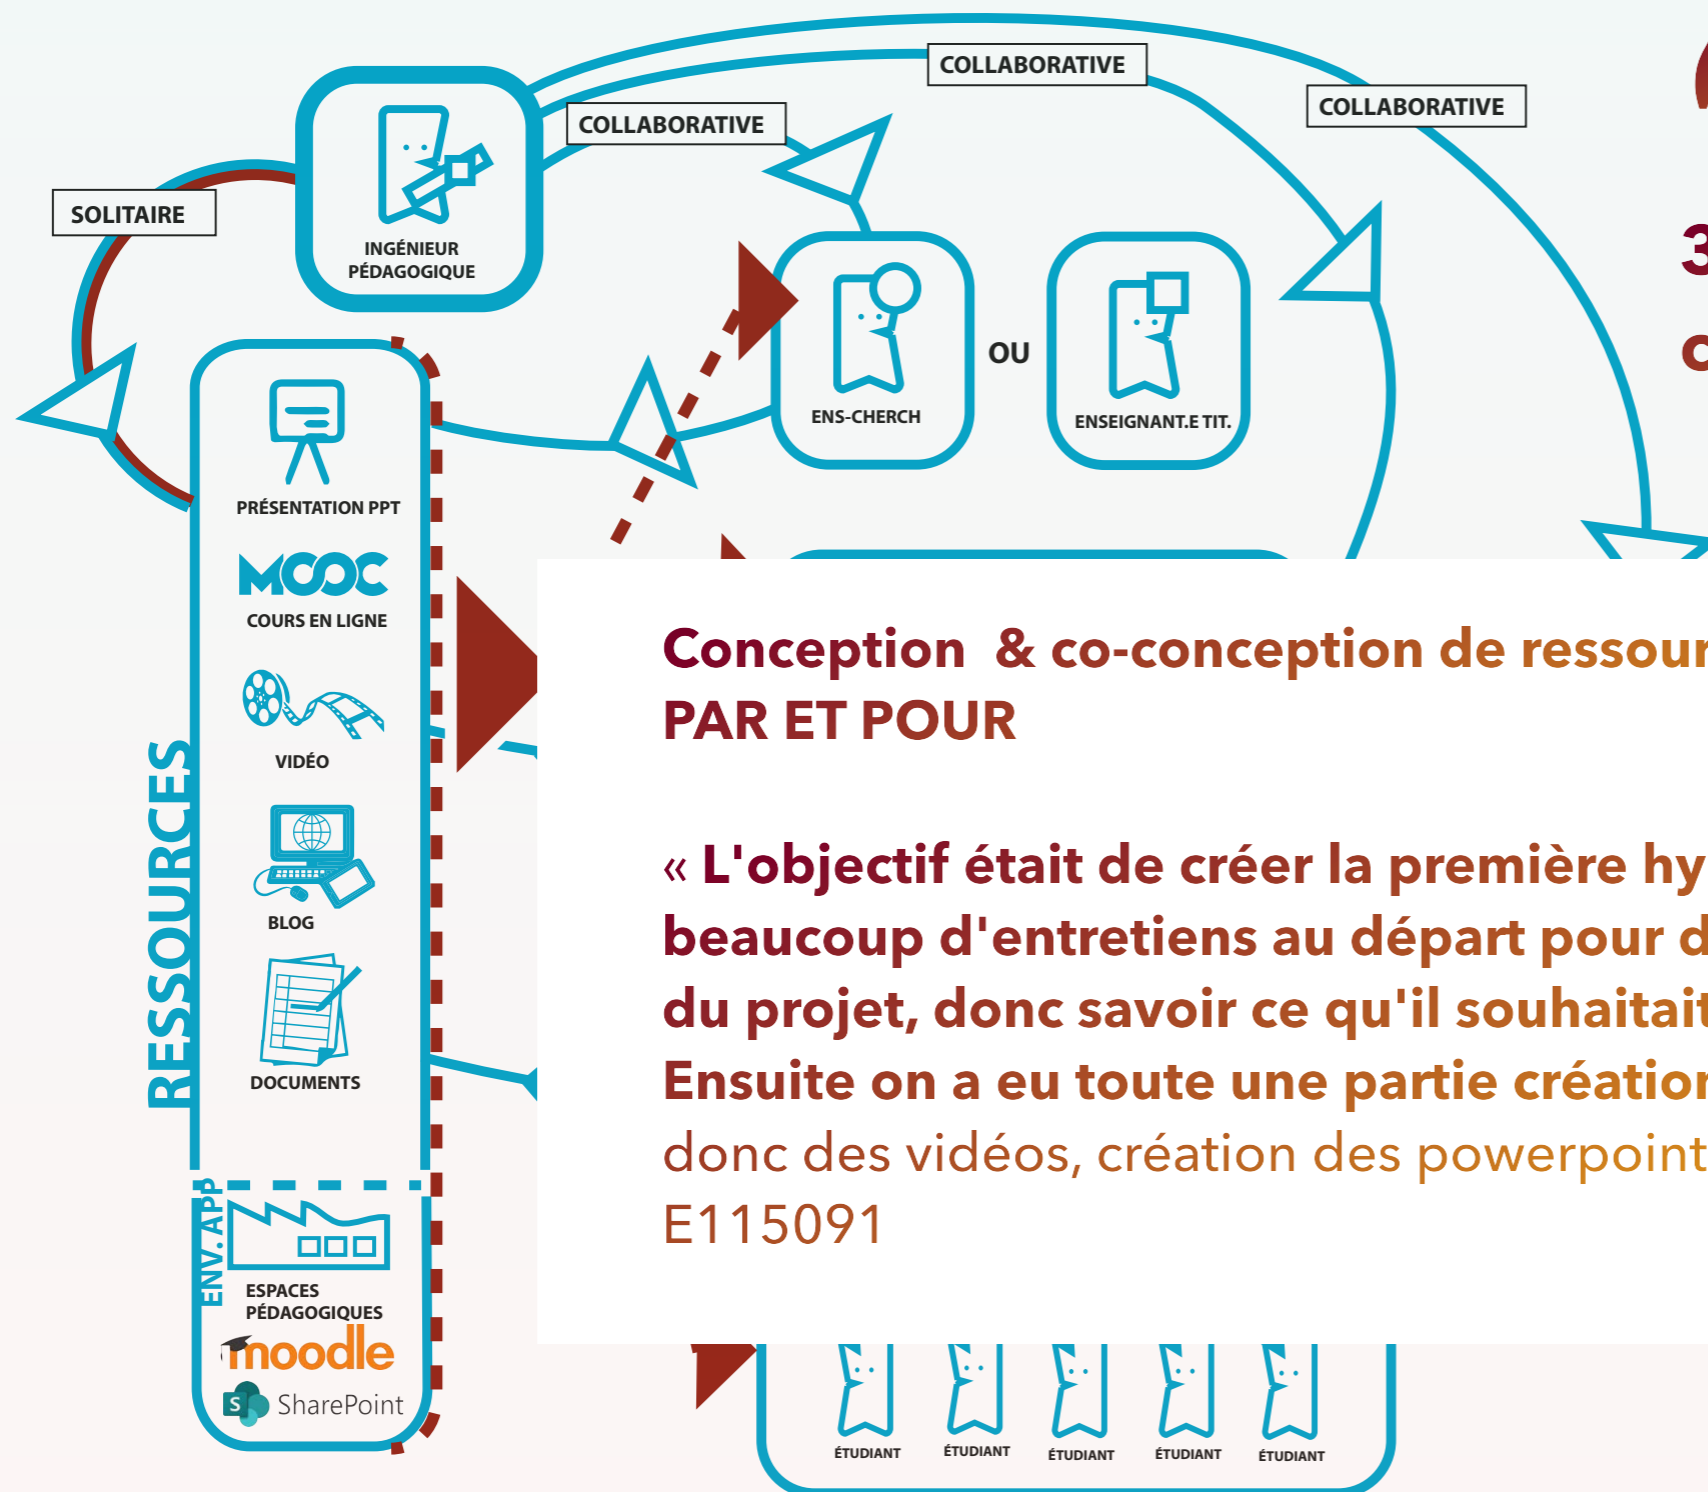 COLLABORATIVE
COLLABORATIVE
COLLABORATIVE
SOLITAIRE
INGÉNIEUR
PÉDAGOGIQUE
3
OU
ENS-CHERCH
ENSEIGNANT.E TIT.
PRÉSENTATION PPT
MOOC
COURS EN LIGNE
VIDÉO
BLOG
DOCUMENTS
RESSOURCES
ENV. APP
ESPACES
PÉDAGOGIQUES
moodle
S SharePoint
Conception & co-conception de ressour
PAR ET POUR
« L'objectif était de créer la première hy
beaucoup d'entretiens au départ pour d
du projet, donc savoir ce qu'il souhaitait
Ensuite on a eu toute une partie création
donc des vidéos, création des powerpoint
E115091
ÉTUDIANT
ÉTUDIANT
ÉTUDIANT
ÉTUDIANT
ÉTUDIANT